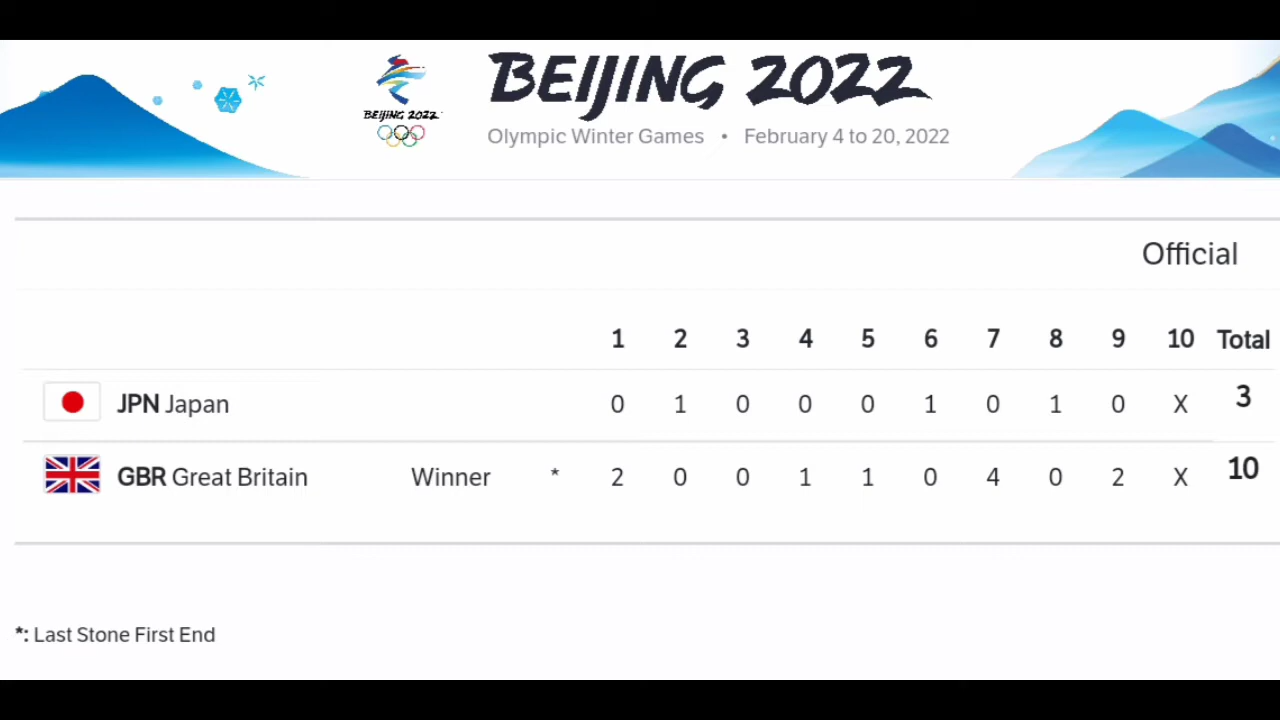 BEIJING 2022
BEIJING 2022
Olympic Winter Games • February 4 to 20, 2022
Official
1 2 3 4 5 6 7 8 9 10 Total
JPN Japan 0 1 0 0 0 1 0 1 0 X 3
GBR Great Britain Winner * 2 0 0 1 1 0 4 0 2 X 10
*: Last Stone First End